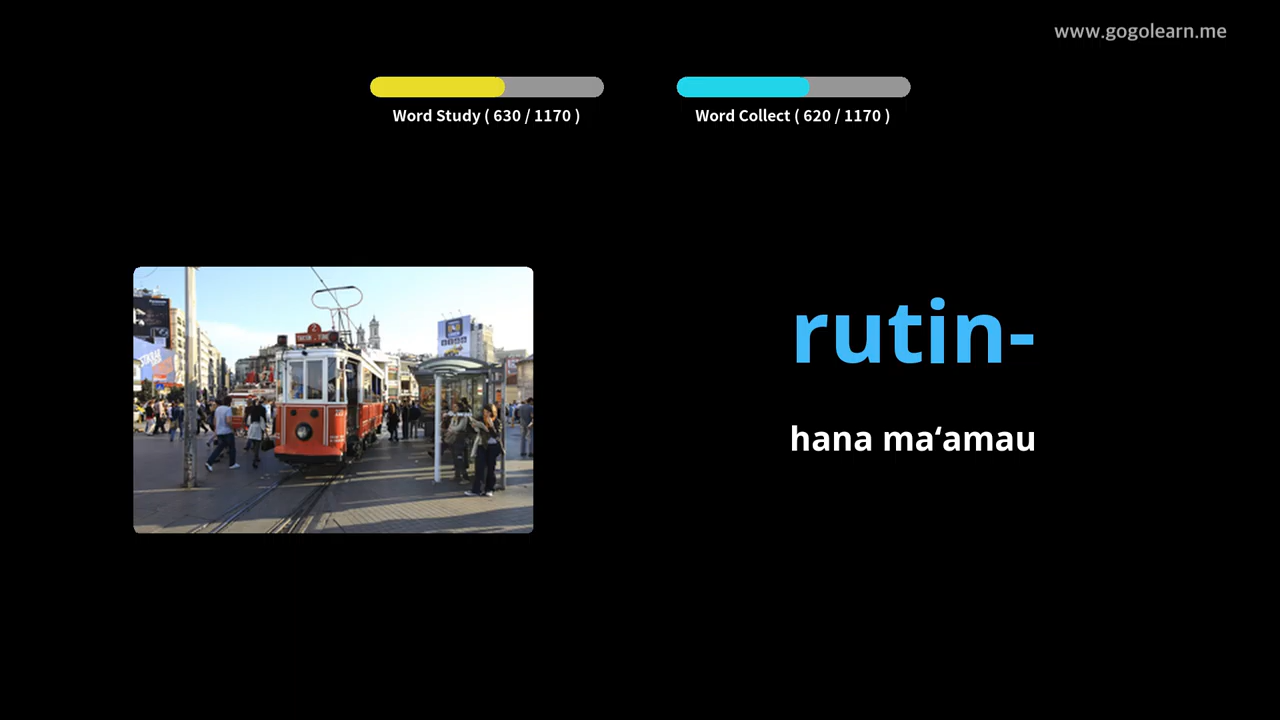 www.gogolearn.me
Word Study ( 630 / 1170 )
Word Collect ( 620 / 1170 )
rutin-
hana maʻamau